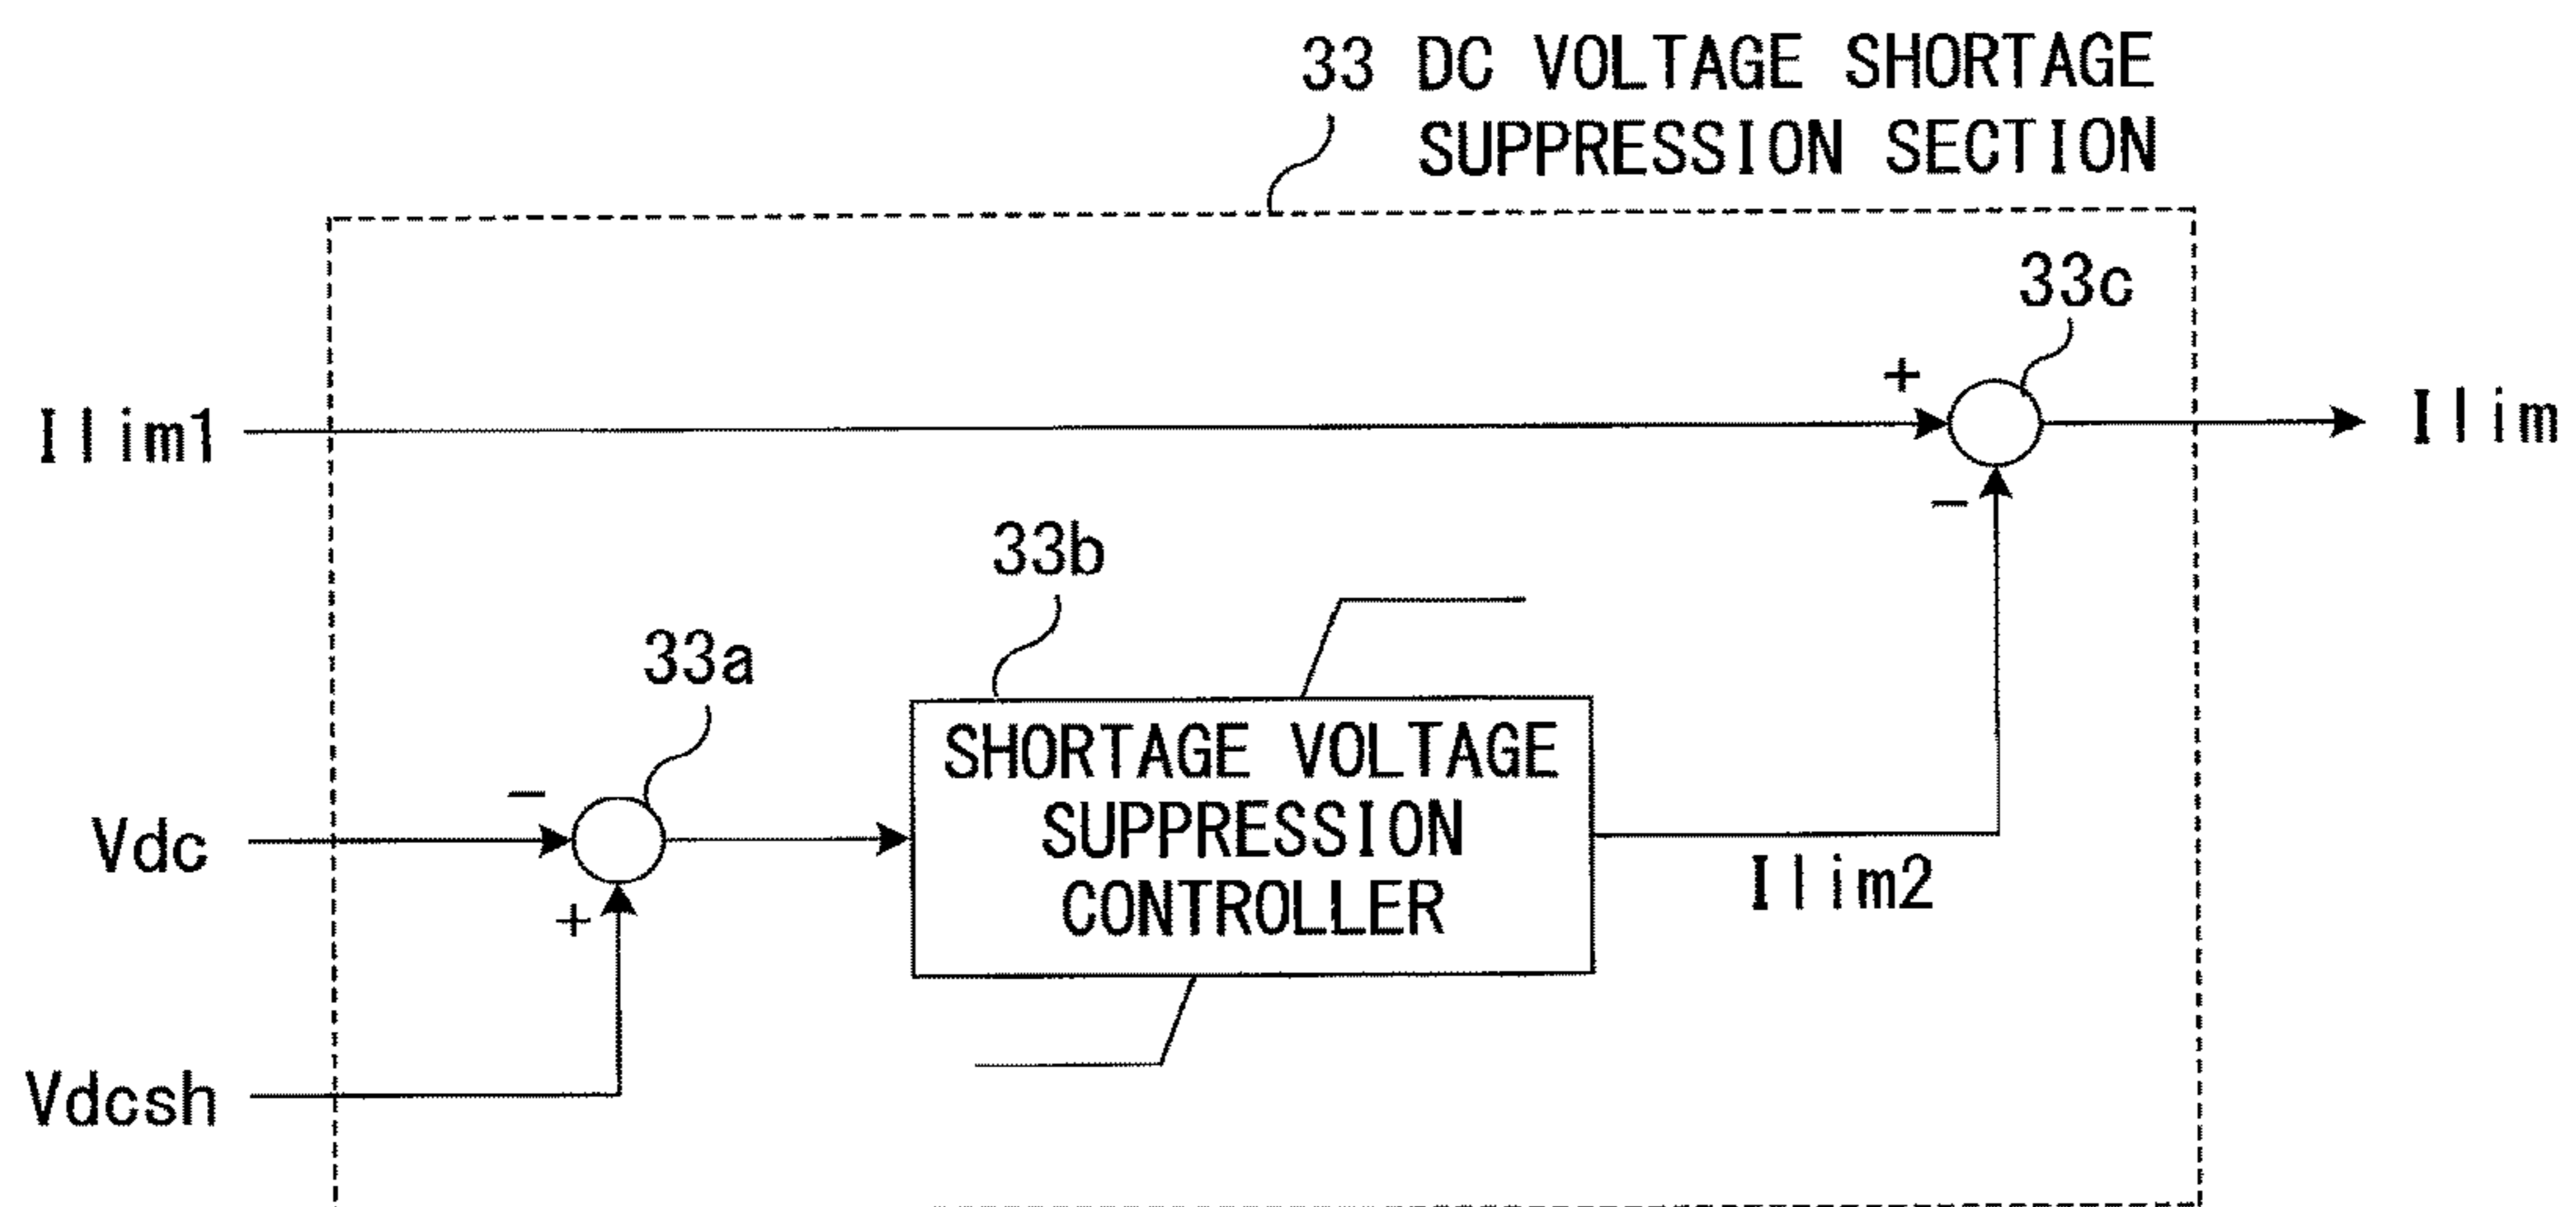 33 DC VOLTAGE SHORTAGE
SUPPRESSION SECTION
33c
+
Ilim1
Ilim
−
33b
33a
SHORTAGE VOLTAGE
SUPPRESSION
CONTROLLER
−
Vdc
Ilim2
+
Vdcsh